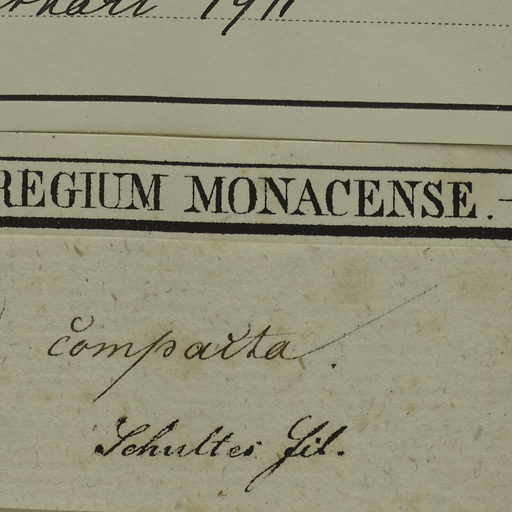 1911
REGIUM MONACENSE.
compacta.
Schultes fil.